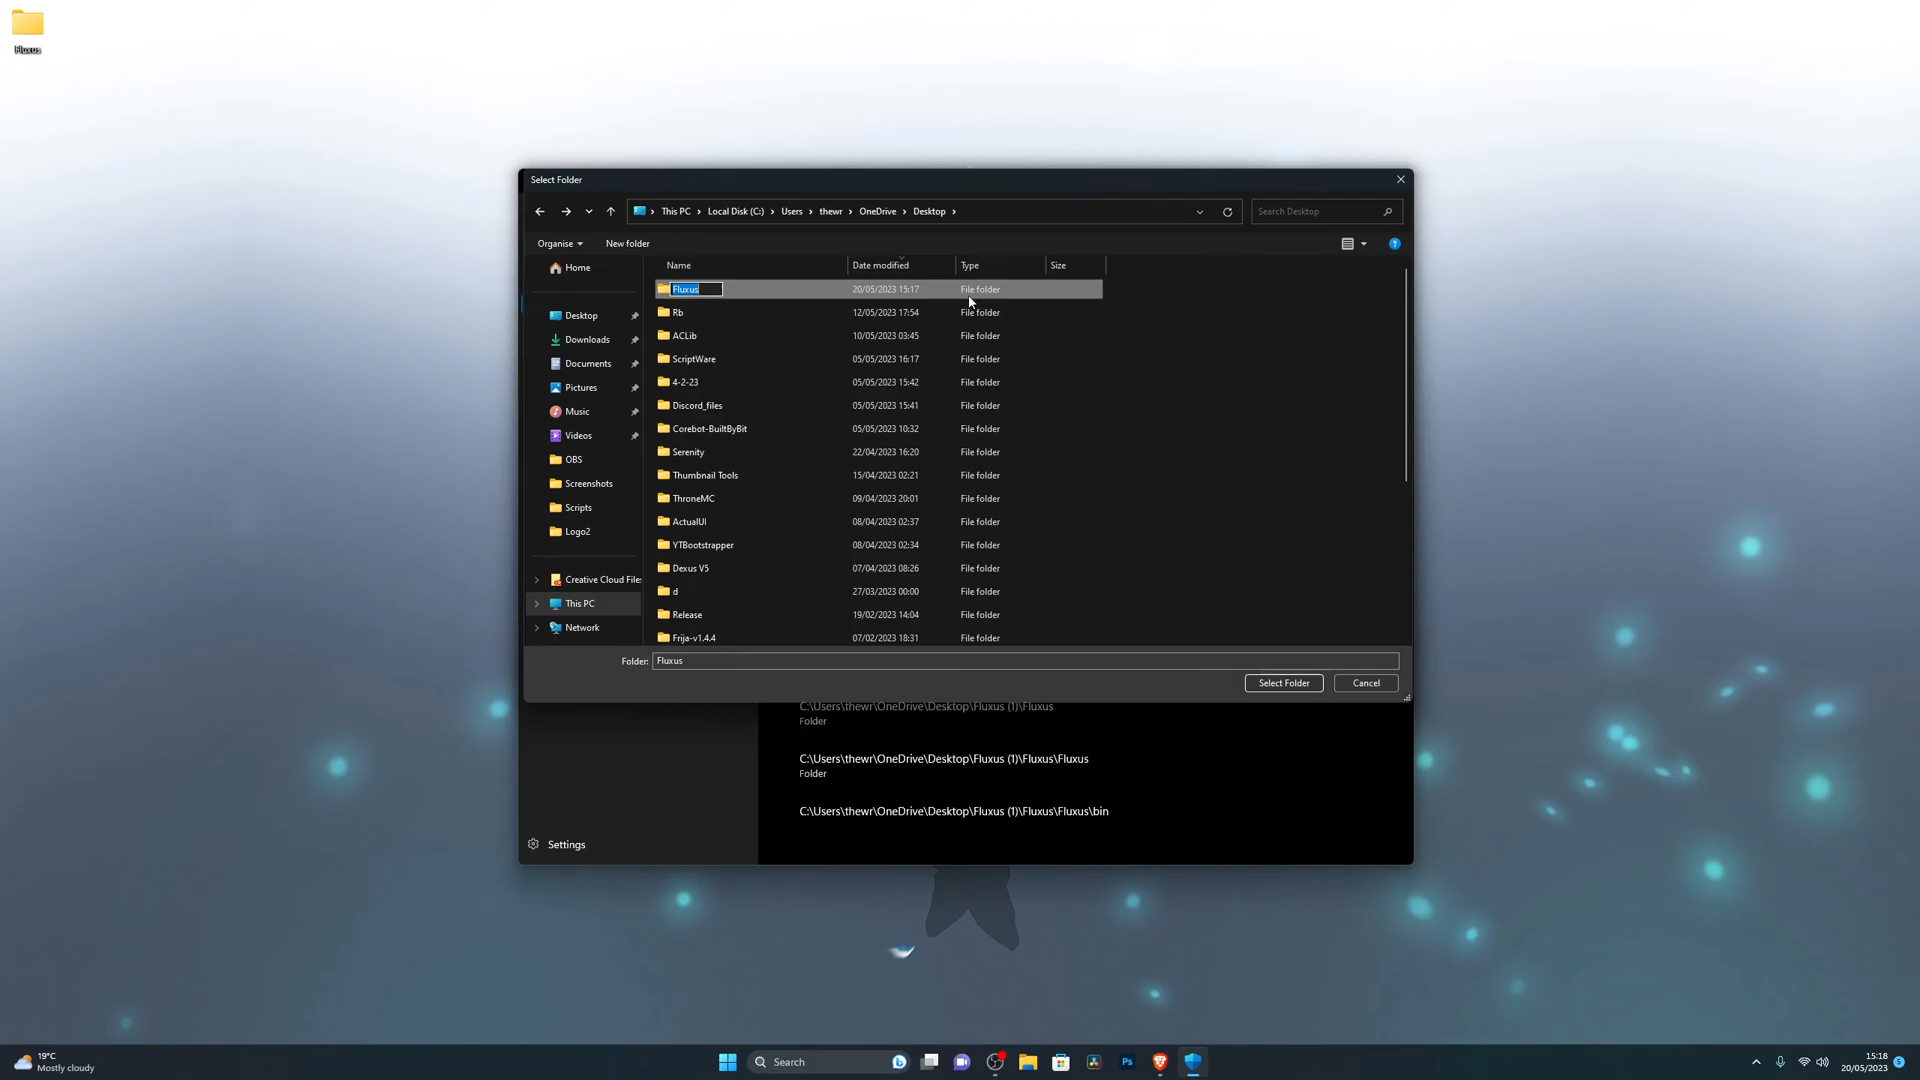 Fluxus
Select Folder
This PC > Local Disk (C:) > Users > thewr > OneDrive > Desktop >
Search Desktop
Organise
New folder
Name Date modified Type Size
Home
Desktop
Downloads
Documents
Pictures
Music
Videos
OBS
Screenshots
Scripts
Logo2
Creative Cloud Files
This PC
Network
Fluxus 20/05/2023 15:17 File folder
Rb 12/05/2023 17:54 File folder
ACLib 10/05/2023 03:45 File folder
ScriptWare 05/05/2023 16:17 File folder
4-2-23 05/05/2023 15:42 File folder
Discord_files 05/05/2023 15:41 File folder
Corebot-BuiltByBit 05/05/2023 10:32 File folder
Serenity 22/04/2023 16:20 File folder
Thumbnail Tools 15/04/2023 02:21 File folder
ThroneMC 09/04/2023 20:01 File folder
ActualUI 08/04/2023 02:37 File folder
YTBootstrapper 08/04/2023 02:34 File folder
Dexus V5 07/04/2023 08:26 File folder
d 27/03/2023 00:00 File folder
Release 19/02/2023 14:04 File folder
Frija-v1.4.4 07/02/2023 18:31 File folder
Folder: Fluxus
Select Folder Cancel
C:\Users\thewr\OneDrive\Desktop\Fluxus (1)\Fluxus
Folder
C:\Users\thewr\OneDrive\Desktop\Fluxus (1)\Fluxus\Fluxus
Folder
C:\Users\thewr\OneDrive\Desktop\Fluxus (1)\Fluxus\Fluxus\bin
Settings
19°C
Mostly cloudy
Search
Ps
15:18
20/05/2023
5